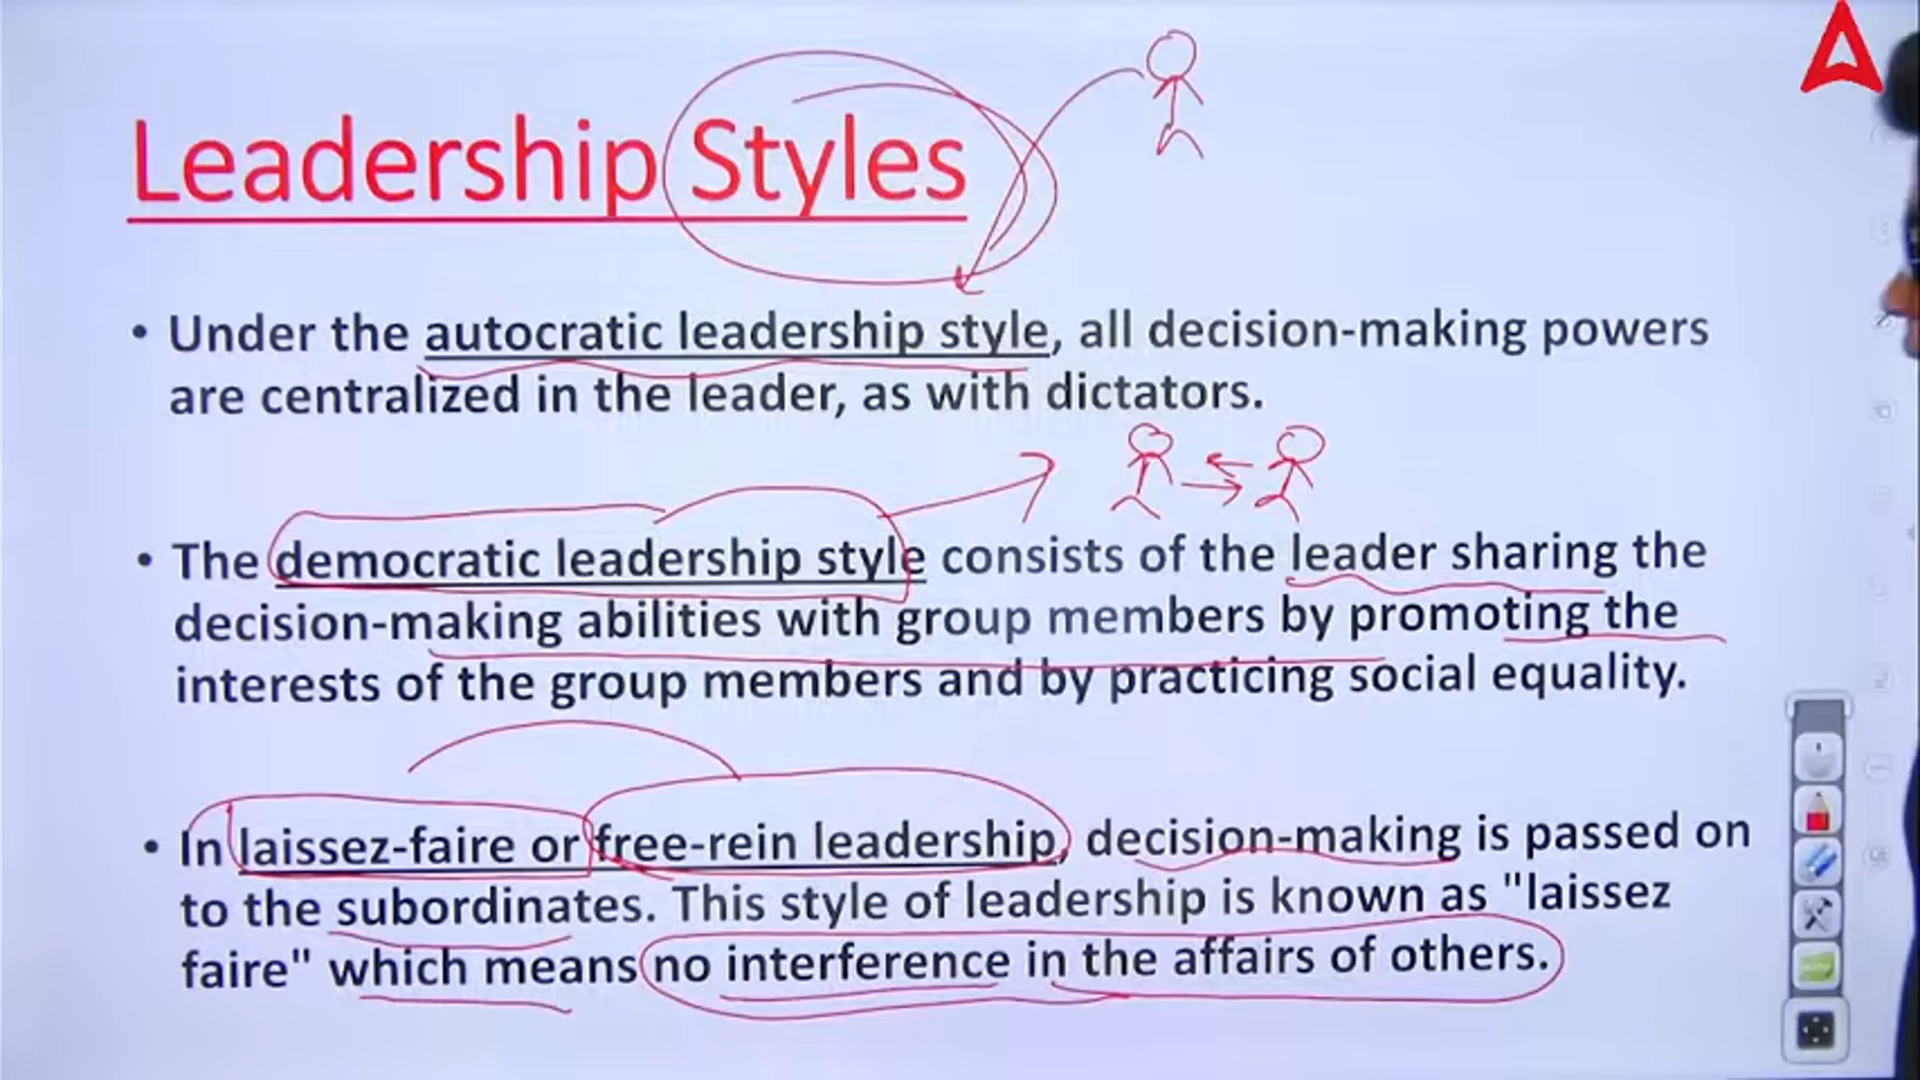 Leadership Styles
• Under the autocratic leadership style, all decision-making powers
are centralized in the leader, as with dictators.
• The democratic leadership style consists of the leader sharing the
decision-making abilities with group members by promoting the
interests of the group members and by practicing social equality.
• In laissez-faire or free-rein leadership, decision-making is passed on
to the subordinates. This style of leadership is known as "laissez
faire" which means no interference in the affairs of others.